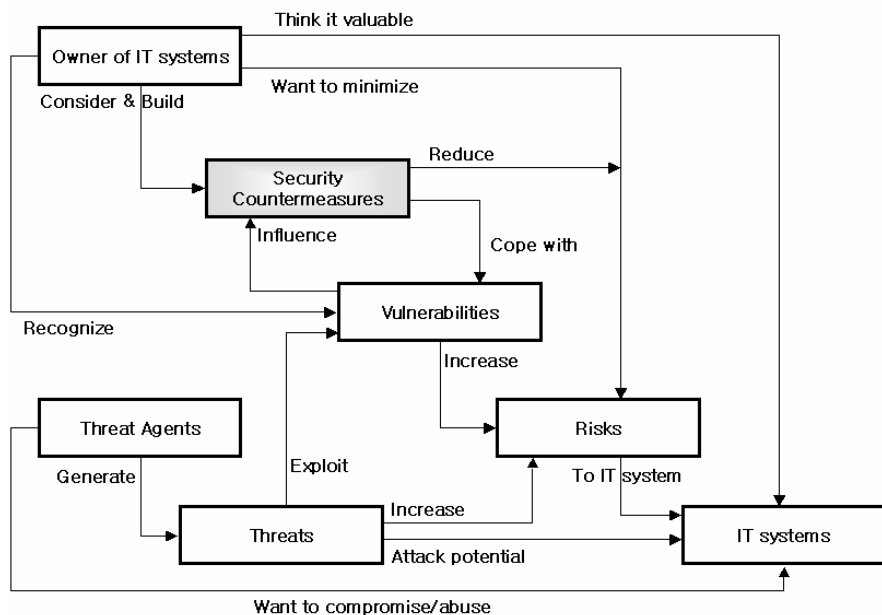 Think it valuable
Owner of IT systems
Want to minimize
Consider & Build
Reduce
Security
Countermeasures
Influence
Cope with
Vulnerabilities
Recognize
Increase
Threat Agents
Risks
Generate
Exploit
To IT system
Increase
Threats
IT systems
Attack potential
Want to compromise/abuse